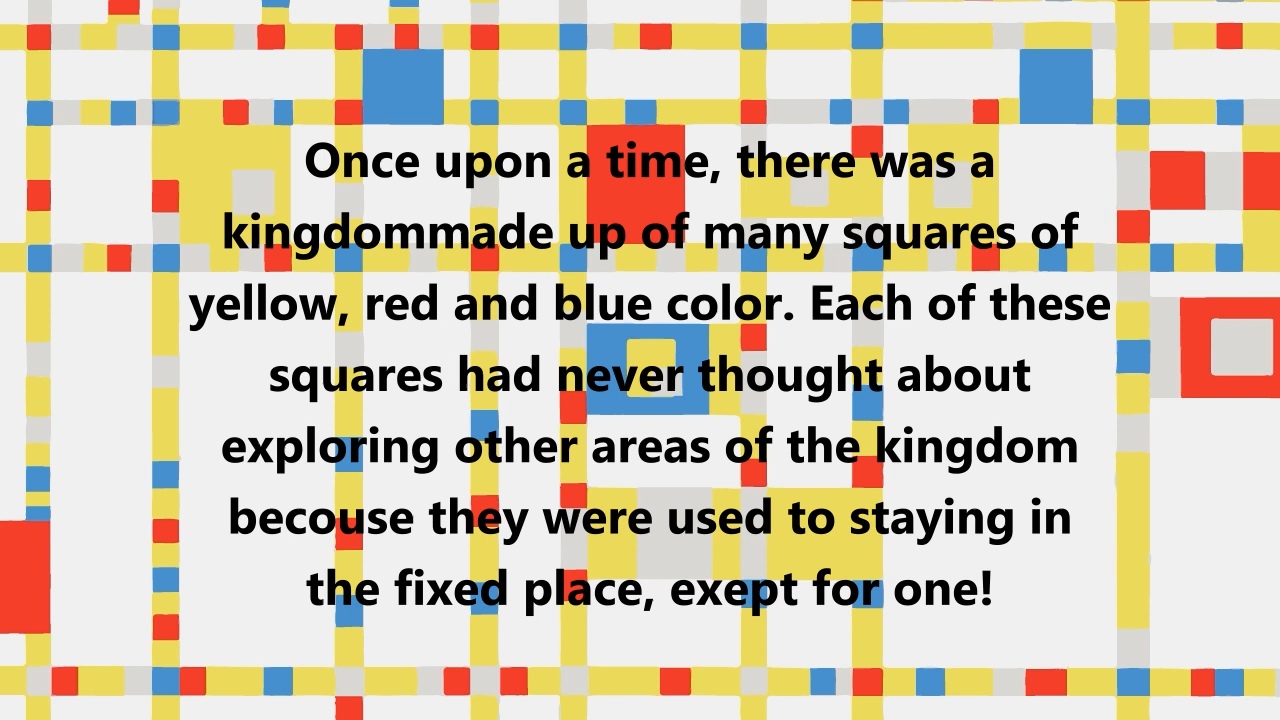 Once upon a time, there was a
kingdommade up of many squares of
yellow, red and blue color. Each of these
squares had never thought about
exploring other areas of the kingdom
becouse they were used to staying in
the fixed place, exept for one!